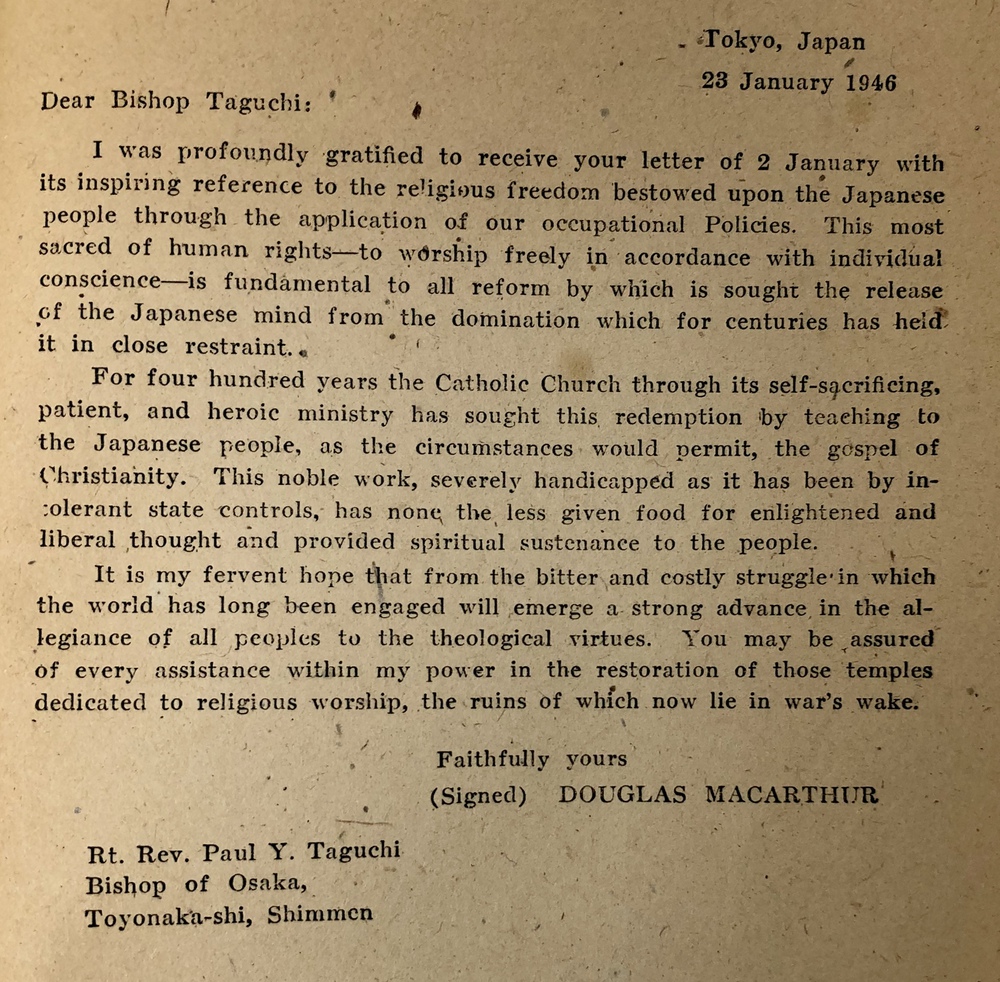 Tokyo, Japan
23 January 1946
Dear Bishop Taguchi:
I was profoundly gratified to receive your letter of 2 January with
its inspiring reference to the religious freedom bestowed upon the Japanese
people through the application of our occupational Policies. This most
sacred of human rights—to worship freely in accordance with individual
conscience—is fundamental to all reform by which is sought the release
of the Japanese mind from the domination which for centuries has held
it in close restraint.
For four hundred years the Catholic Church through its self-sacrificing,
patient, and heroic ministry has sought this redemption by teaching to
the Japanese people, as the circumstances would permit, the gospel of
Christianity. This noble work, severely handicapped as it has been by in-
tolerant state controls, has none the less given food for enlightened and
liberal thought and provided spiritual sustenance to the people.
It is my fervent hope that from the bitter and costly struggle in which
the world has long been engaged will emerge a strong advance in the al-
legiance of all peoples to the theological virtues. You may be assured
of every assistance within my power in the restoration of those temples
dedicated to religious worship, the ruins of which now lie in war's wake.
Faithfully yours
(Signed) DOUGLAS MACARTHUR
Rt. Rev. Paul Y. Taguchi
Bishop of Osaka,
Toyonaka-shi, Shimmen